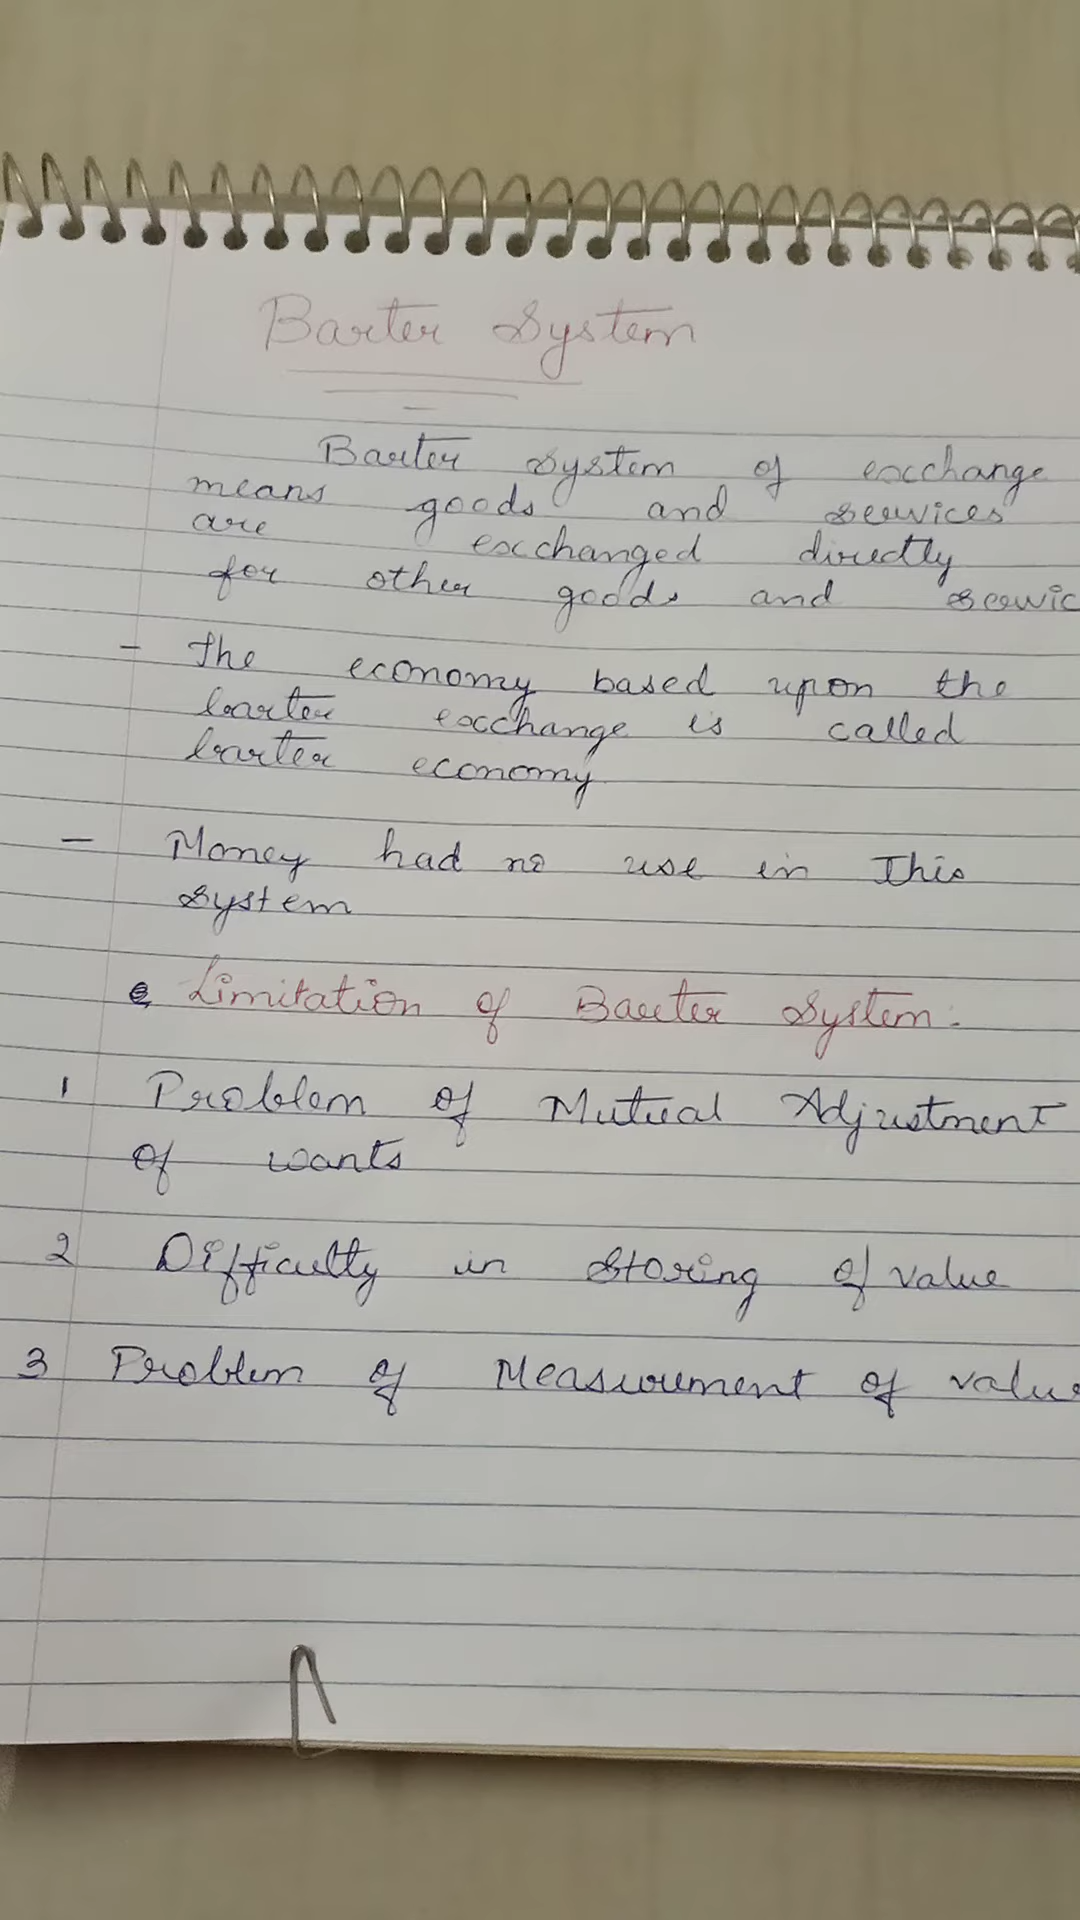 Barter System
Barter System of exchange
means goods and services
are exchanged directly
for other goods and servic
- The economy based upon the
barter exchange is called
barter economy
- Money had no use in This
System
Limitation of Barter System:
1 Problem of Mutual Adjustment
of wants
2 Difficulty in Storing of value
3 Problem of Measurement of value